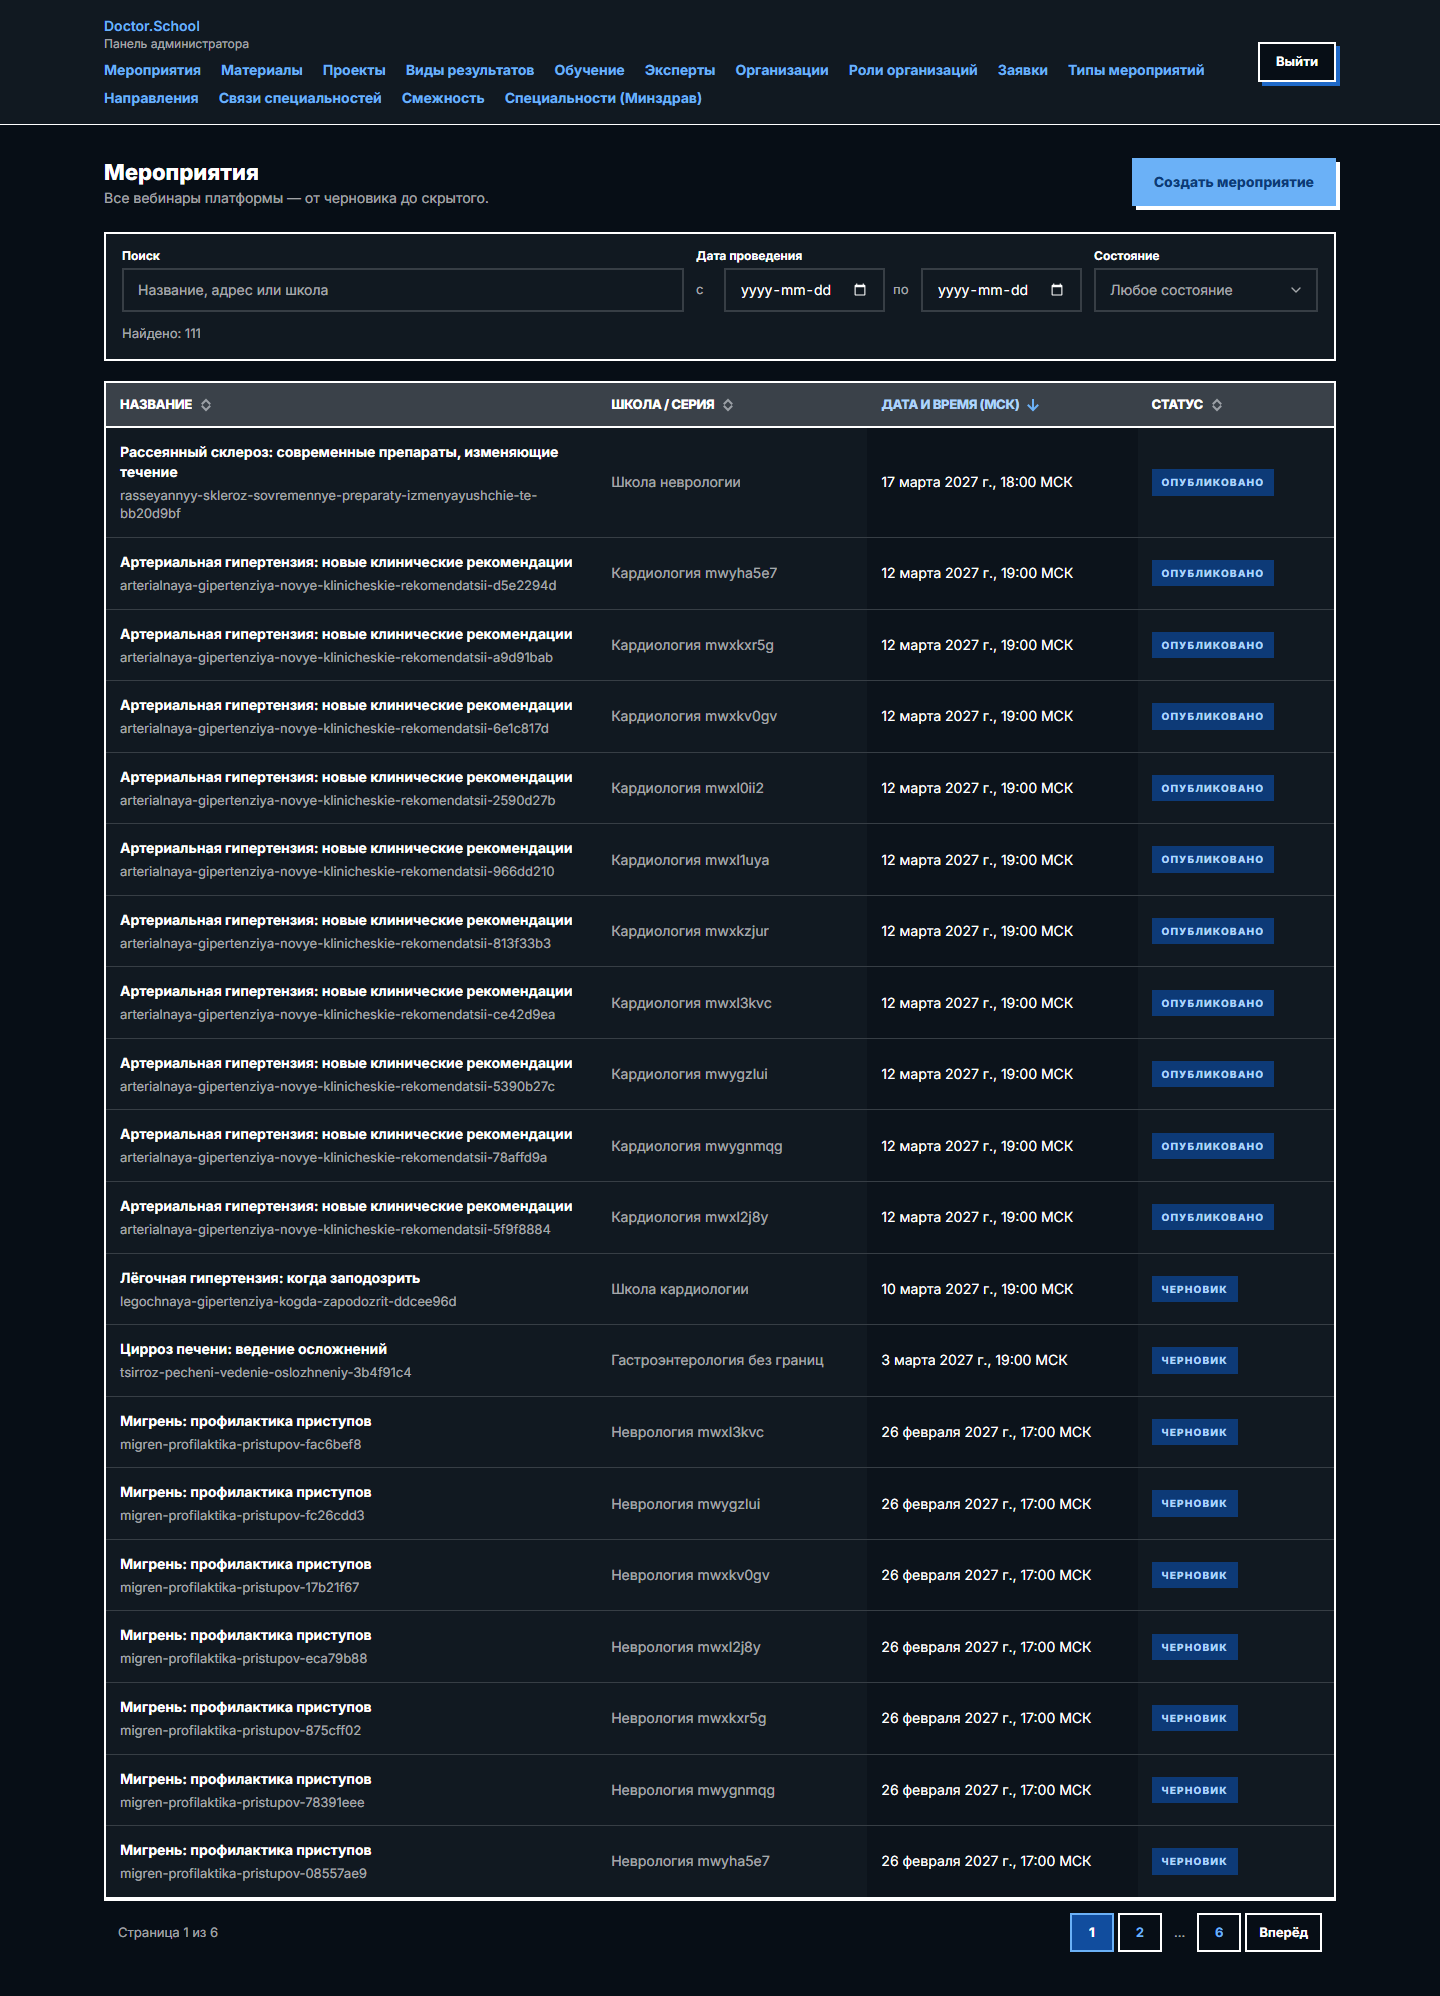 Doctor.School
Панель администратора
Мероприятия Материалы Проекты Виды результатов Обучение Эксперты Организации Роли организаций Заявки Типы мероприятий
Направления Связи специальностей Смежность Специальности (Минздрав)
Выйти
Мероприятия
Все вебинары платформы — от черновика до скрытого.
Создать мероприятие
Поиск Дата проведения Состояние
Название, адрес или школа с yyyy-mm-dd по yyyy-mm-dd Любое состояние
Найдено: 111
НАЗВАНИЕ ШКОЛА / СЕРИЯ ДАТА И ВРЕМЯ (МСК) СТАТУС
Рассеянный склероз: современные препараты, изменяющие
течение
rasseyannyy-skleroz-sovremennye-preparaty-izmenyayushchie-te-
bb20d9bf
Школа неврологии 17 марта 2027 г., 18:00 МСК ОПУБЛИКОВАНО
Артериальная гипертензия: новые клинические рекомендации
arterialnaya-gipertenziya-novye-klinicheskie-rekomendatsii-d5e2294d
Кардиология mwyha5e7 12 марта 2027 г., 19:00 МСК ОПУБЛИКОВАНО
Артериальная гипертензия: новые клинические рекомендации
arterialnaya-gipertenziya-novye-klinicheskie-rekomendatsii-a9d91bab
Кардиология mwxkxr5g 12 марта 2027 г., 19:00 МСК ОПУБЛИКОВАНО
Артериальная гипертензия: новые клинические рекомендации
arterialnaya-gipertenziya-novye-klinicheskie-rekomendatsii-6e1c817d
Кардиология mwxkv0gv 12 марта 2027 г., 19:00 МСК ОПУБЛИКОВАНО
Артериальная гипертензия: новые клинические рекомендации
arterialnaya-gipertenziya-novye-klinicheskie-rekomendatsii-2590d27b
Кардиология mwxl0ii2 12 марта 2027 г., 19:00 МСК ОПУБЛИКОВАНО
Артериальная гипертензия: новые клинические рекомендации
arterialnaya-gipertenziya-novye-klinicheskie-rekomendatsii-966dd210
Кардиология mwxl1uya 12 марта 2027 г., 19:00 МСК ОПУБЛИКОВАНО
Артериальная гипертензия: новые клинические рекомендации
arterialnaya-gipertenziya-novye-klinicheskie-rekomendatsii-813f33b3
Кардиология mwxkzjur 12 марта 2027 г., 19:00 МСК ОПУБЛИКОВАНО
Артериальная гипертензия: новые клинические рекомендации
arterialnaya-gipertenziya-novye-klinicheskie-rekomendatsii-ce42d9ea
Кардиология mwxl3kvc 12 марта 2027 г., 19:00 МСК ОПУБЛИКОВАНО
Артериальная гипертензия: новые клинические рекомендации
arterialnaya-gipertenziya-novye-klinicheskie-rekomendatsii-5390b27c
Кардиология mwygzlui 12 марта 2027 г., 19:00 МСК ОПУБЛИКОВАНО
Артериальная гипертензия: новые клинические рекомендации
arterialnaya-gipertenziya-novye-klinicheskie-rekomendatsii-78affd9a
Кардиология mwygnmqg 12 марта 2027 г., 19:00 МСК ОПУБЛИКОВАНО
Артериальная гипертензия: новые клинические рекомендации
arterialnaya-gipertenziya-novye-klinicheskie-rekomendatsii-5f9f8884
Кардиология mwxl2j8y 12 марта 2027 г., 19:00 МСК ОПУБЛИКОВАНО
Лёгочная гипертензия: когда заподозрить
legochnaya-gipertenziya-kogda-zapodozrit-ddcee96d
Школа кардиологии 10 марта 2027 г., 19:00 МСК ЧЕРНОВИК
Цирроз печени: ведение осложнений
tsirroz-pecheni-vedenie-oslozhneniy-3b4f91c4
Гастроэнтерология без границ 3 марта 2027 г., 19:00 МСК ЧЕРНОВИК
Мигрень: профилактика приступов
migren-profilaktika-pristupov-fac6bef8
Неврология mwxl3kvc 26 февраля 2027 г., 17:00 МСК ЧЕРНОВИК
Мигрень: профилактика приступов
migren-profilaktika-pristupov-fc26cdd3
Неврология mwygzlui 26 февраля 2027 г., 17:00 МСК ЧЕРНОВИК
Мигрень: профилактика приступов
migren-profilaktika-pristupov-17b21f67
Неврология mwxkv0gv 26 февраля 2027 г., 17:00 МСК ЧЕРНОВИК
Мигрень: профилактика приступов
migren-profilaktika-pristupov-eca79b88
Неврология mwxl2j8y 26 февраля 2027 г., 17:00 МСК ЧЕРНОВИК
Мигрень: профилактика приступов
migren-profilaktika-pristupov-875cff02
Неврология mwxkxr5g 26 февраля 2027 г., 17:00 МСК ЧЕРНОВИК
Мигрень: профилактика приступов
migren-profilaktika-pristupov-78391eee
Неврология mwygnmqg 26 февраля 2027 г., 17:00 МСК ЧЕРНОВИК
Мигрень: профилактика приступов
migren-profilaktika-pristupov-08557ae9
Неврология mwyha5e7 26 февраля 2027 г., 17:00 МСК ЧЕРНОВИК
Страница 1 из 6 1 2 ... 6 Вперёд